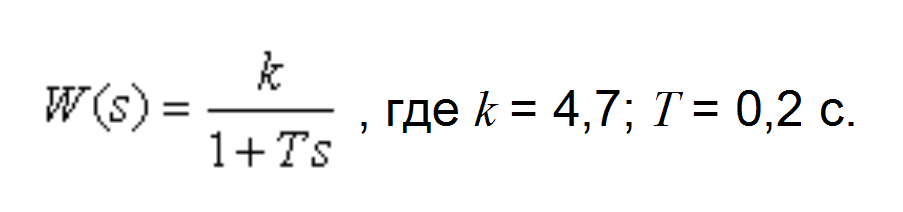 W(s) = k / (1 + Ts) , где k = 4,7; T = 0,2 с.